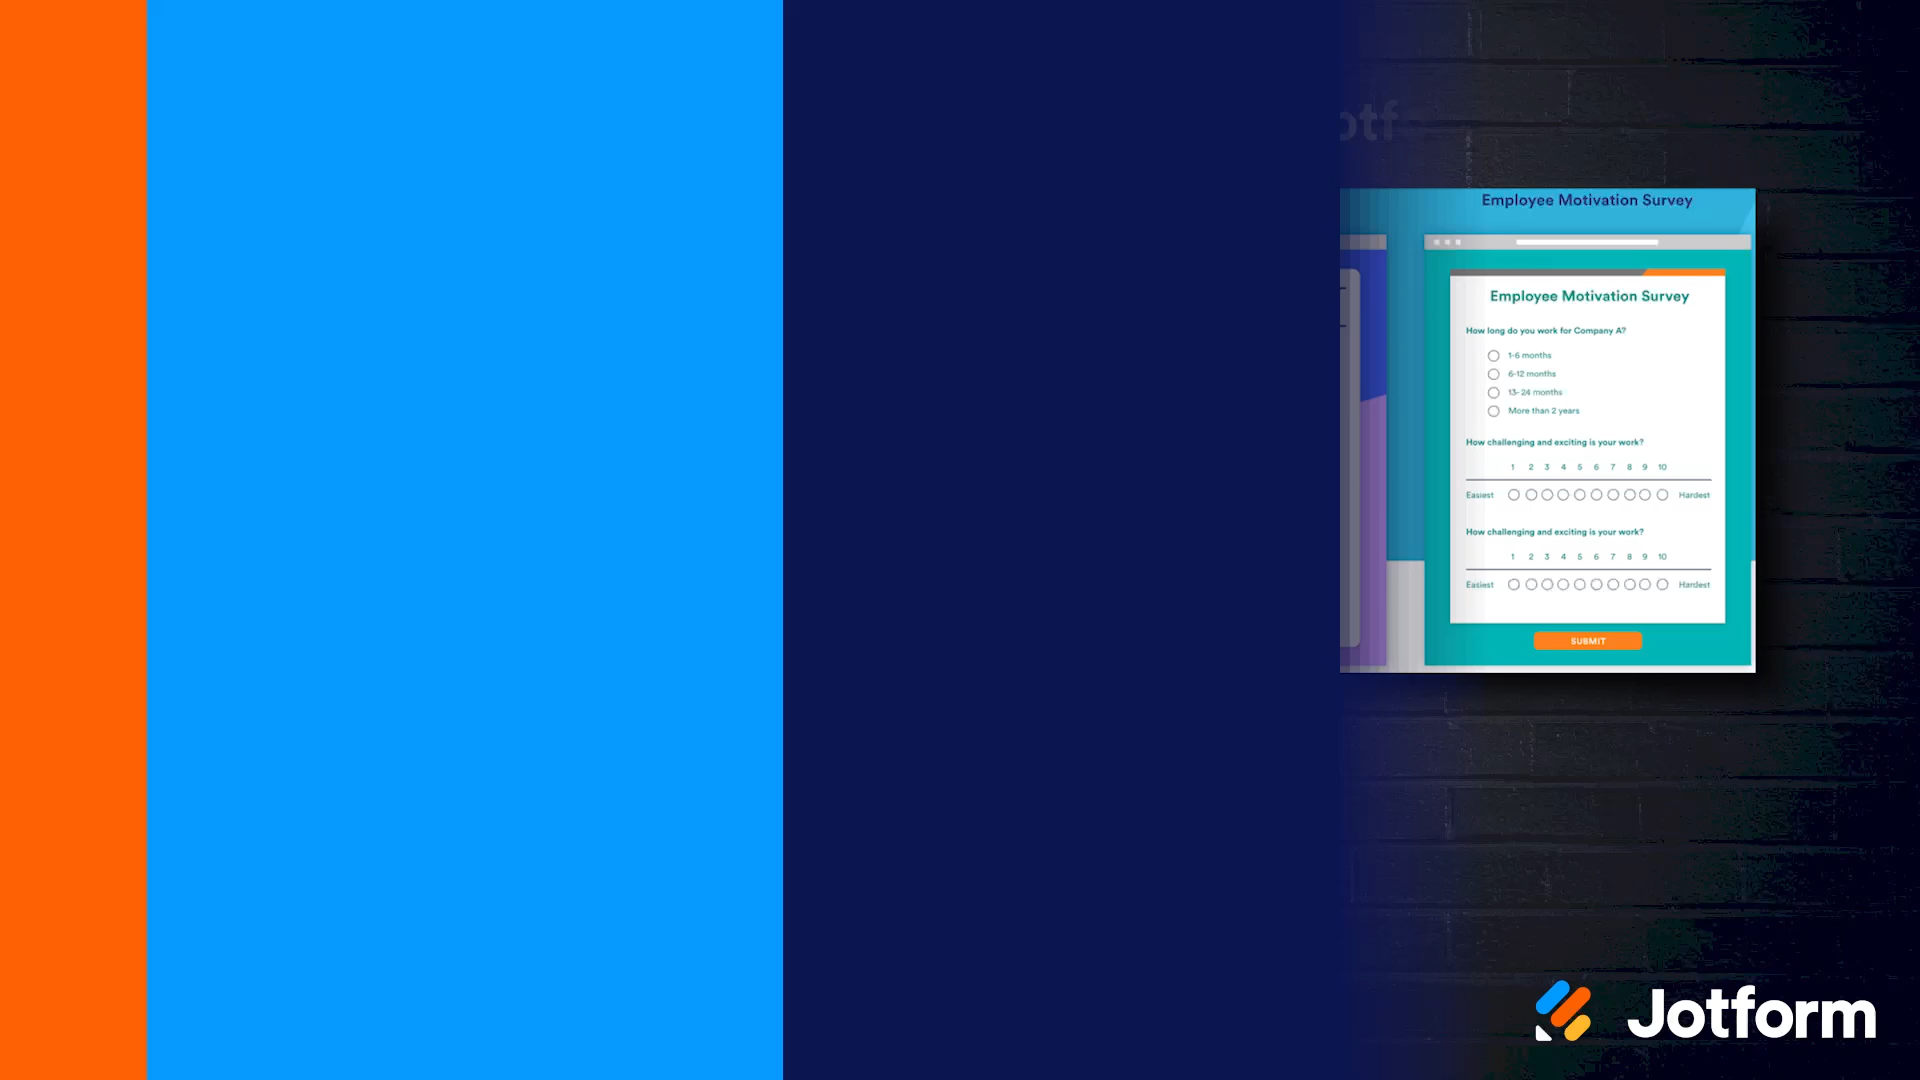 otf
Employee Motivation Survey
Employee Motivation Survey
How long do you work for Company A?
1-6 months
6-12 months
13-24 months
More than 2 years
How challenging and exciting is your work?
1 2 3 4 5 6 7 8 9 10
Easiest Hardest
How challenging and exciting is your work?
1 2 3 4 5 6 7 8 9 10
Easiest Hardest
SUBMIT
Jotform